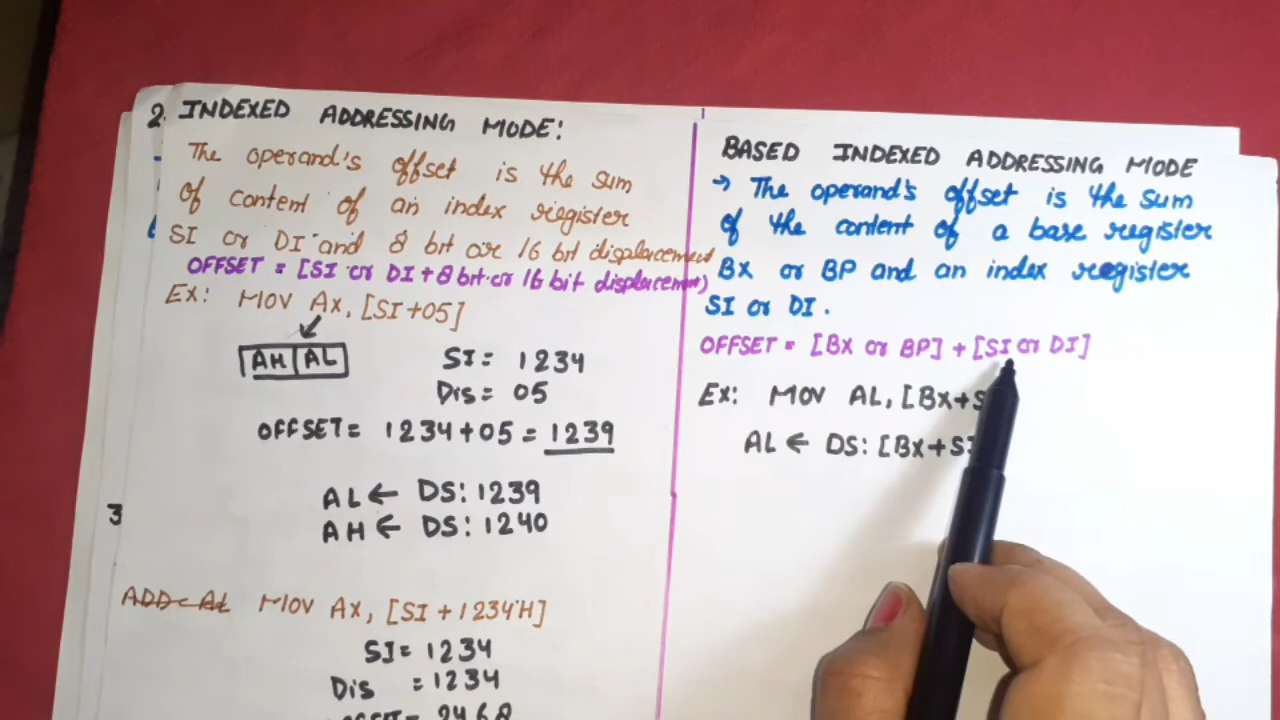 2. INDEXED ADDRESSING MODE:
The operand's offset is the sum
of content of an index register
SI or DI and 8 bit or 16 bit displacement
OFFSET = [SI or DI + 8 bit or 16 bit displacement)
Ex: MOV Ax, [SI+05]
AH AL
SI = 1234
Dis = 05
OFFSET = 1234+05 = 1239
AL ← DS: 1239
AH ← DS: 1240
3
MOV Ax, [SI + 1234H]
SI= 1234
Dis = 1234
OFFSET= 2468
BASED INDEXED ADDRESSING MODE
→ The operand's offset is the sum
of the content of a base register
Bx or BP and an index register
SI or DI.
OFFSET = [Bx or BP] + [SI or DI]
Ex: MOV AL, [Bx+S
AL ← DS: [Bx+SI